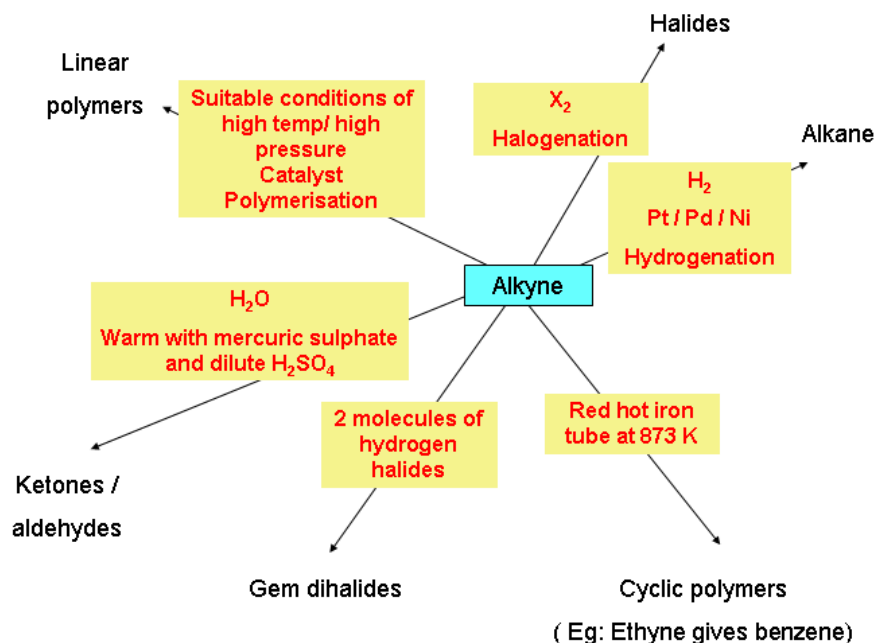 Halides
Linear
polymers
Suitable conditions of
high temp/ high
pressure
Catalyst
Polymerisation
X₂
Halogenation
Alkane
H₂
Pt / Pd / Ni
Hydrogenation
Alkyne
H₂O
Warm with mercuric sulphate
and dilute H₂SO₄
2 molecules of
hydrogen
halides
Red hot iron
tube at 873 K
Ketones /
aldehydes
Gem dihalides
Cyclic polymers
( Eg: Ethyne gives benzene)